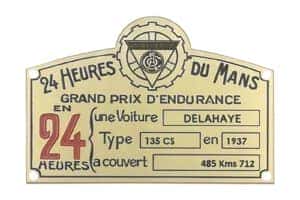 24 HEURES DU MANS
GRAND PRIX D'ENDURANCE
EN
24
HEURES
une Voiture DELAHAYE
Type 135 CS en 1937
a couvert 485 Kms 712